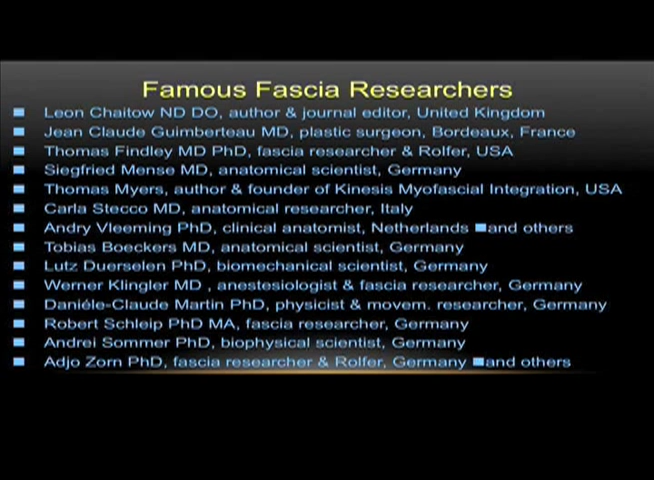 Famous Fascia Researchers
Leon Chaitow ND DO, author & journal editor, United Kingdom
Jean Claude Guimberteau MD, plastic surgeon, Bordeaux, France
Thomas Findley MD PhD, fascia researcher & Rolfer, USA
Siegfried Mense MD, anatomical scientist, Germany
Thomas Myers, author & founder of Kinesis Myofascial Integration, USA
Carla Stecco MD, anatomical researcher, Italy
Andry Vleeming PhD, clinical anatomist, Netherlands ■and others
Tobias Boeckers MD, anatomical scientist, Germany
Lutz Duerselen PhD, biomechanical scientist, Germany
Werner Klingler MD , anestesiologist & fascia researcher, Germany
Daniéle-Claude Martin PhD, physicist & movem. researcher, Germany
Robert Schleip PhD MA, fascia researcher, Germany
Andrei Sommer PhD, biophysical scientist, Germany
Adjo Zorn PhD, fascia researcher & Rolfer, Germany ■and others